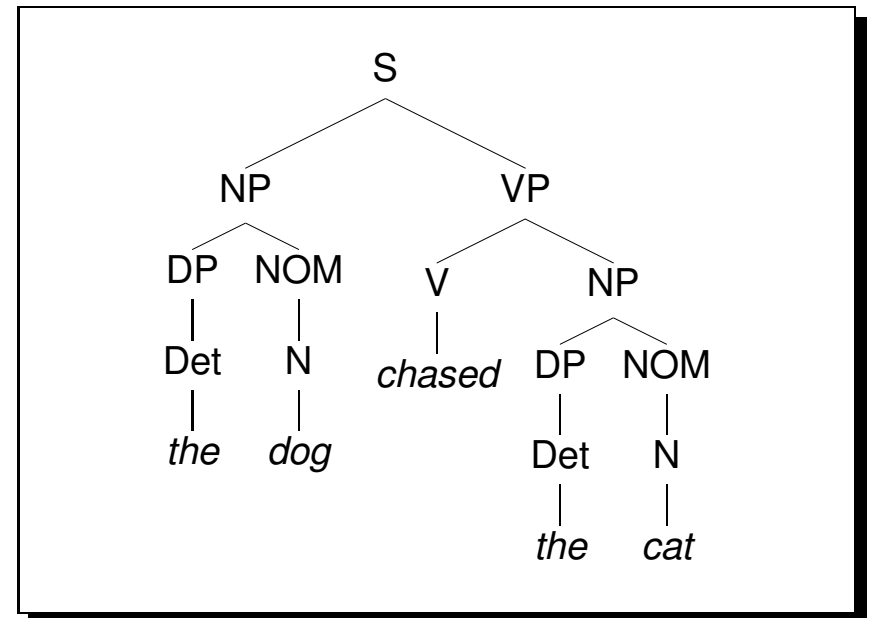 S
NP VP
DP NOM V NP
Det N chased DP NOM
the dog Det N
the cat